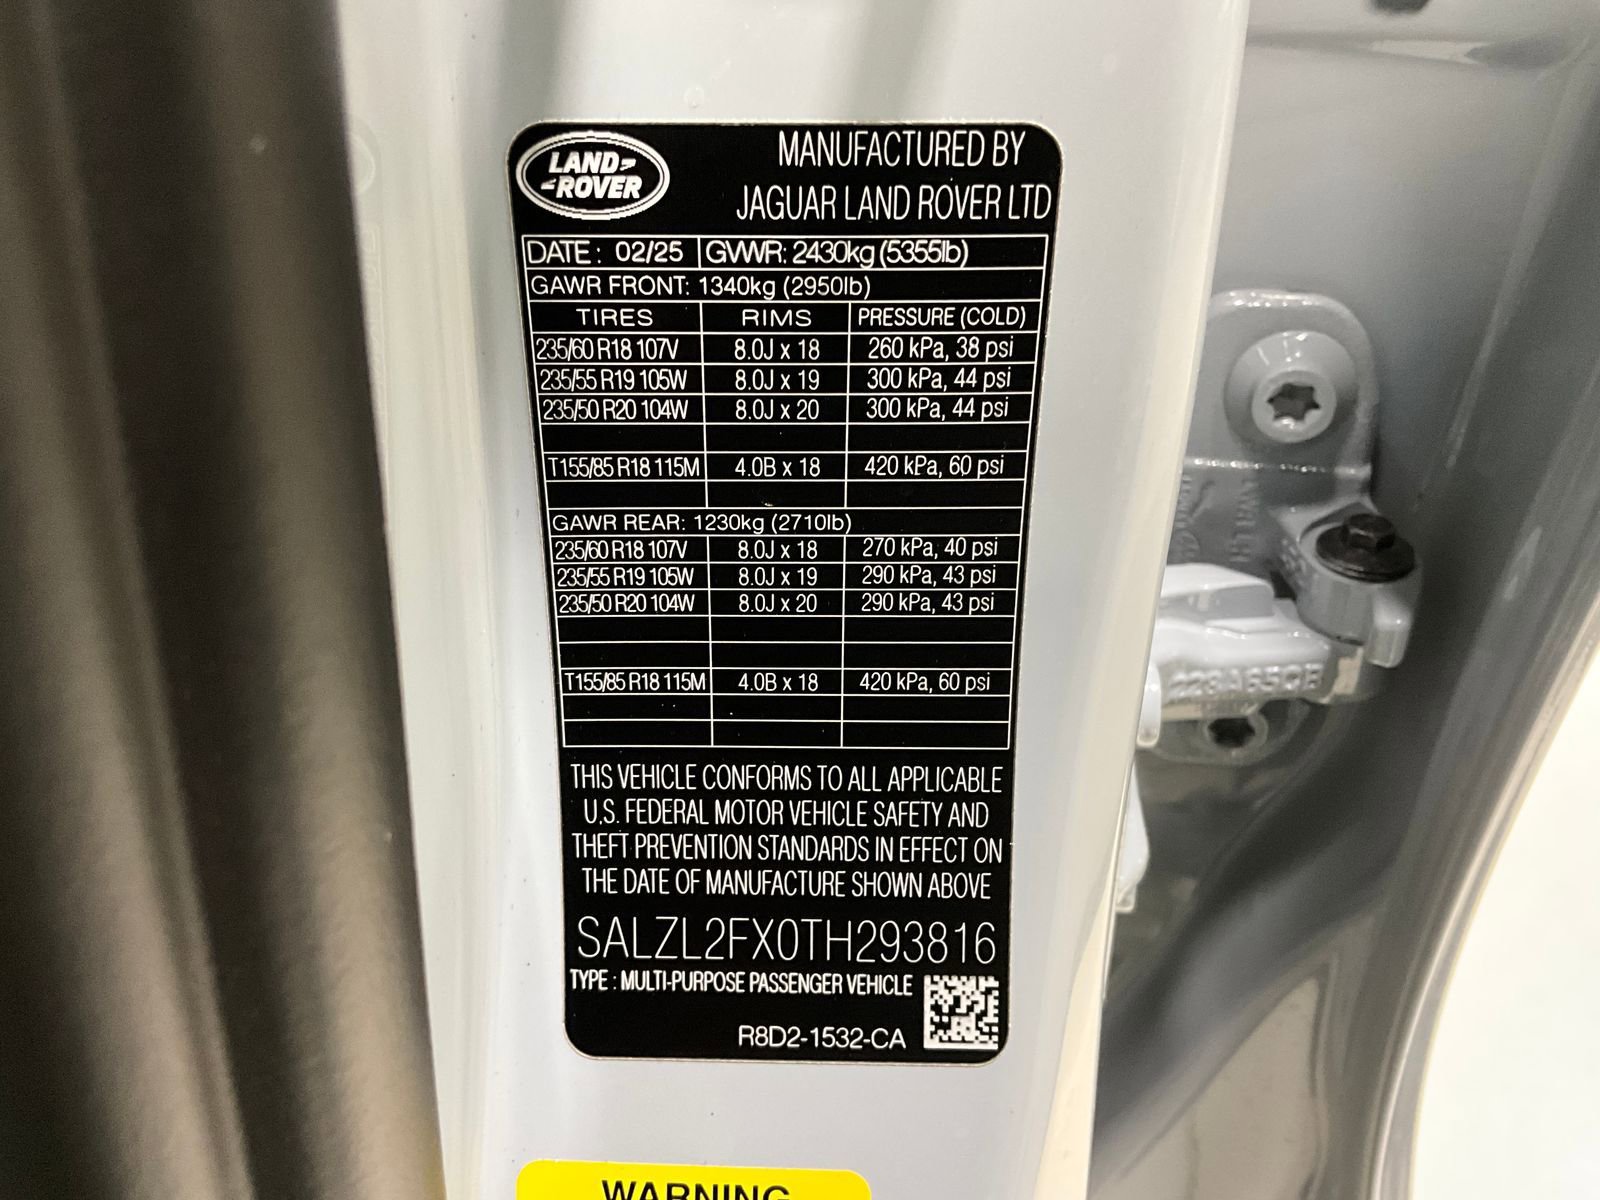 LAND-
-ROVER
MANUFACTURED BY
JAGUAR LAND ROVER LTD
DATE: 02/25 GVWR: 2430kg (5355lb)
GAWR FRONT: 1340kg (2950lb)
TIRES RIMS PRESSURE (COLD)
235/60 R18 107V 8.0J x 18 260 kPa, 38 psi
235/55 R19 105W 8.0J x 19 300 kPa, 44 psi
235/50 R20 104W 8.0J x 20 300 kPa, 44 psi
T155/85 R18 115M 4.0B x 18 420 kPa, 60 psi
GAWR REAR: 1230kg (2710lb)
235/60 R18 107V 8.0J x 18 270 kPa, 40 psi
235/55 R19 105W 8.0J x 19 290 kPa, 43 psi
235/50 R20 104W 8.0J x 20 290 kPa, 43 psi
T155/85 R18 115M 4.0B x 18 420 kPa, 60 psi
THIS VEHICLE CONFORMS TO ALL APPLICABLE
U.S. FEDERAL MOTOR VEHICLE SAFETY AND
THEFT PREVENTION STANDARDS IN EFFECT ON
THE DATE OF MANUFACTURE SHOWN ABOVE
SALZL2FX0TH293816
TYPE : MULTI-PURPOSE PASSENGER VEHICLE
R8D2-1532-CA
WARNING